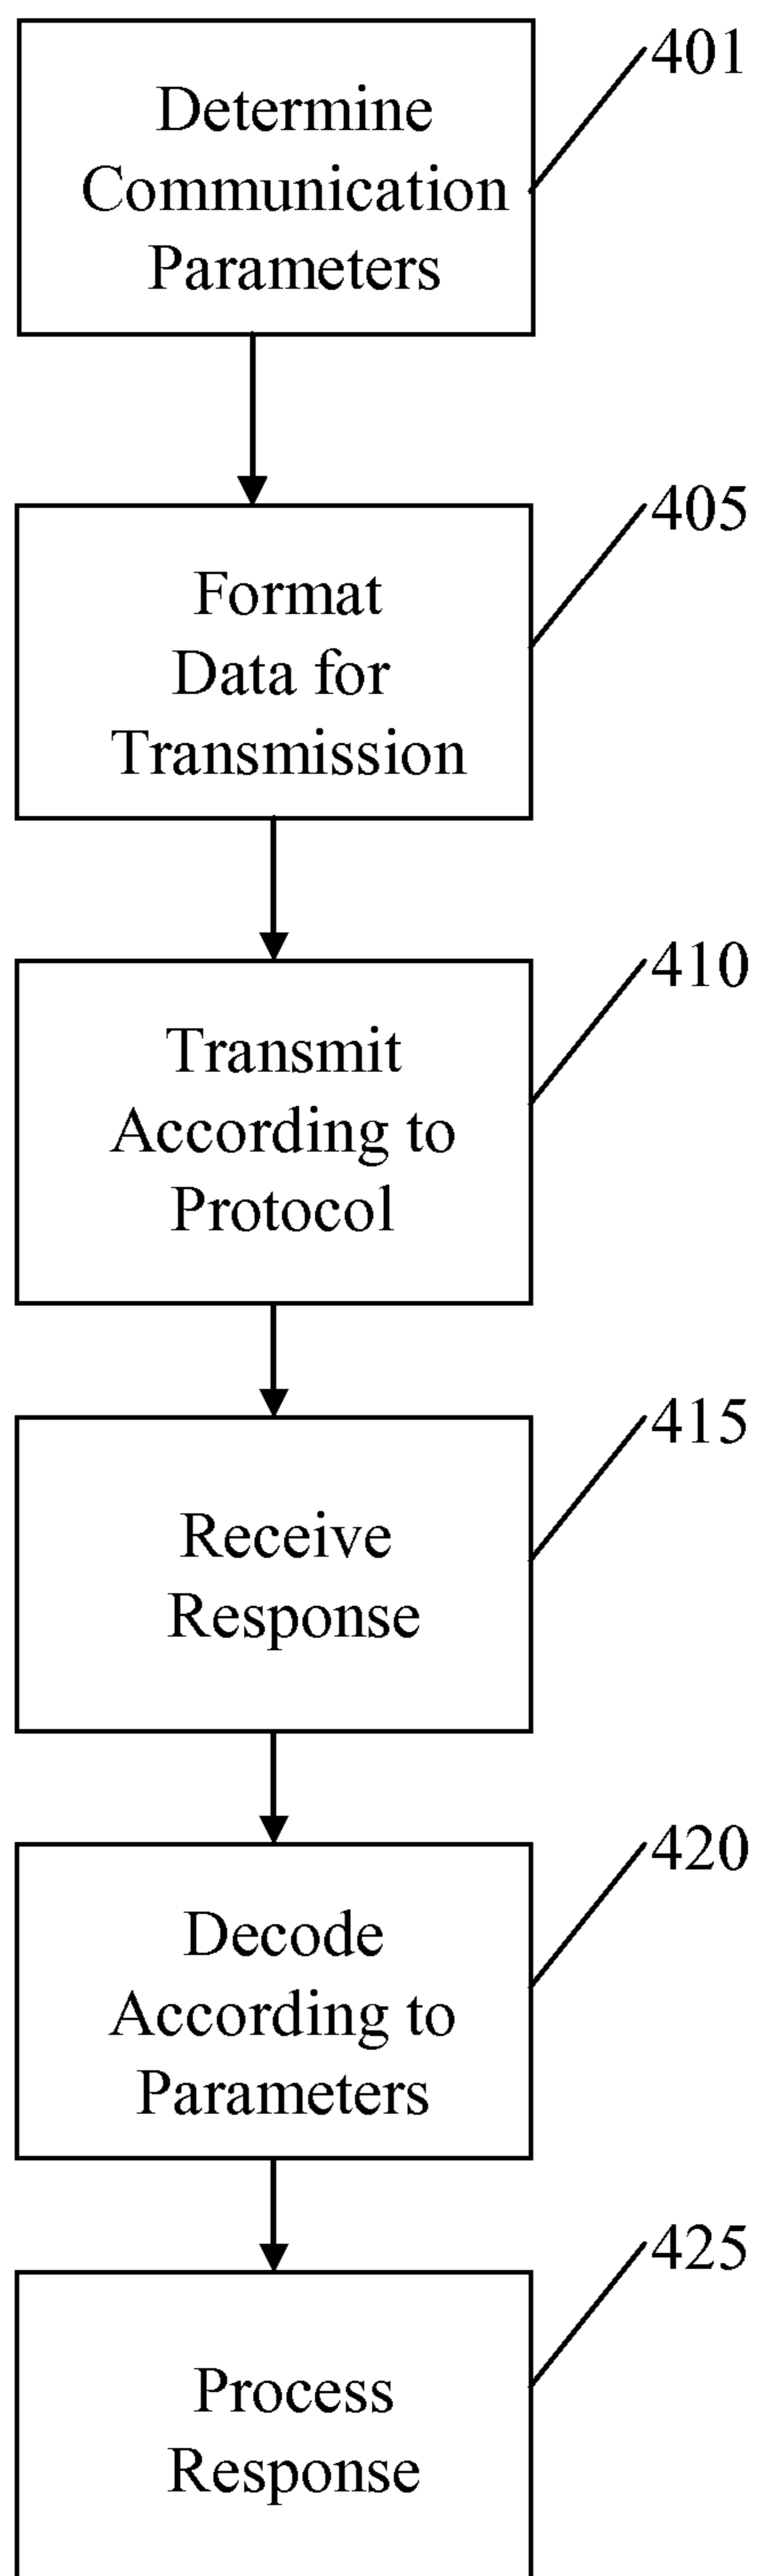 401
Determine
Communication
Parameters
405
Format
Data for
Transmission
410
Transmit
According to
Protocol
415
Receive
Response
420
Decode
According to
Parameters
425
Process
Response